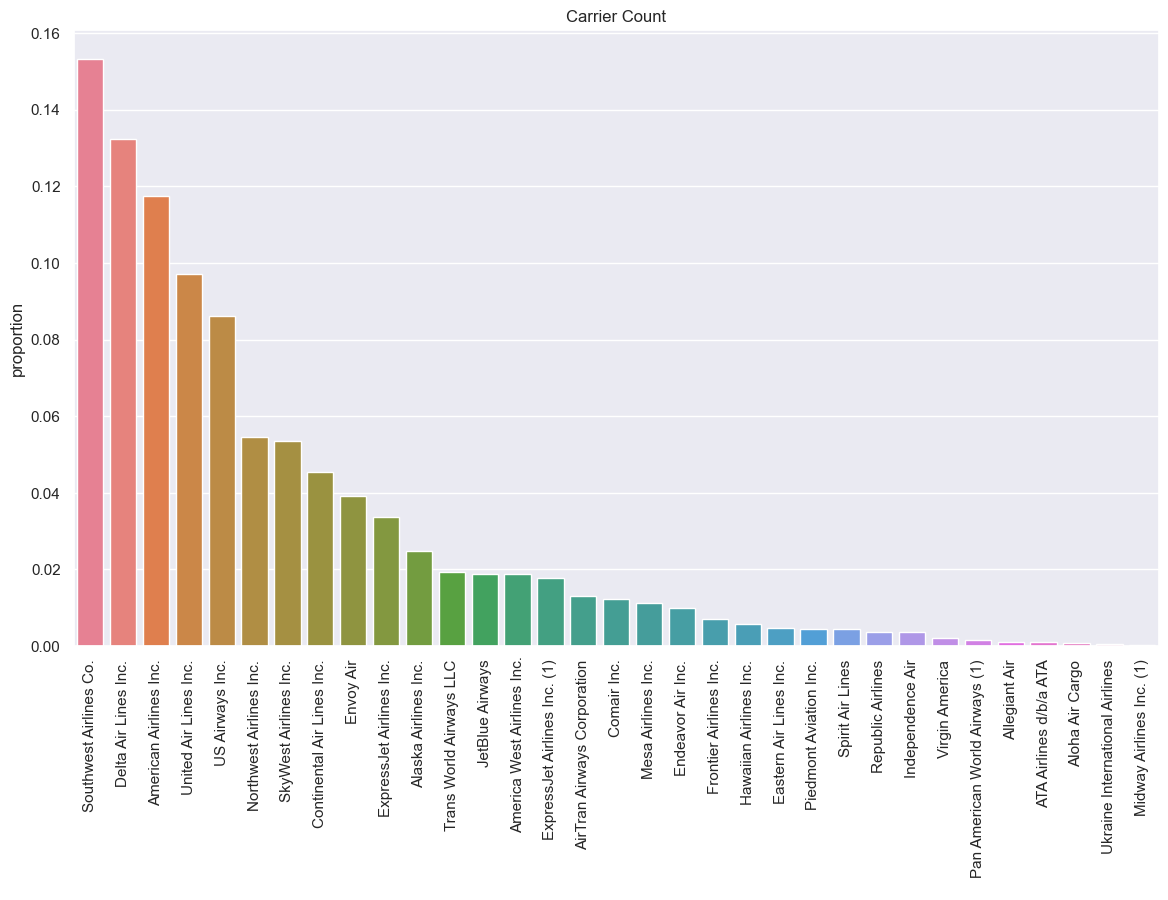 Carrier Count
proportion
0.16
0.14
0.12
0.10
0.08
0.06
0.04
0.02
0.00
Southwest Airlines Co.
Delta Air Lines Inc.
American Airlines Inc.
United Air Lines Inc.
US Airways Inc.
Northwest Airlines Inc.
SkyWest Airlines Inc.
Continental Air Lines Inc.
Envoy Air
ExpressJet Airlines Inc.
Alaska Airlines Inc.
Trans World Airways LLC
JetBlue Airways
America West Airlines Inc.
ExpressJet Airlines Inc. (1)
AirTran Airways Corporation
Comair Inc.
Mesa Airlines Inc.
Endeavor Air Inc.
Frontier Airlines Inc.
Hawaiian Airlines Inc.
Eastern Air Lines Inc.
Piedmont Aviation Inc.
Spirit Air Lines
Republic Airlines
Independence Air
Virgin America
Pan American World Airways (1)
Allegiant Air
ATA Airlines d/b/a ATA
Aloha Air Cargo
Ukraine International Airlines
Midway Airlines Inc. (1)